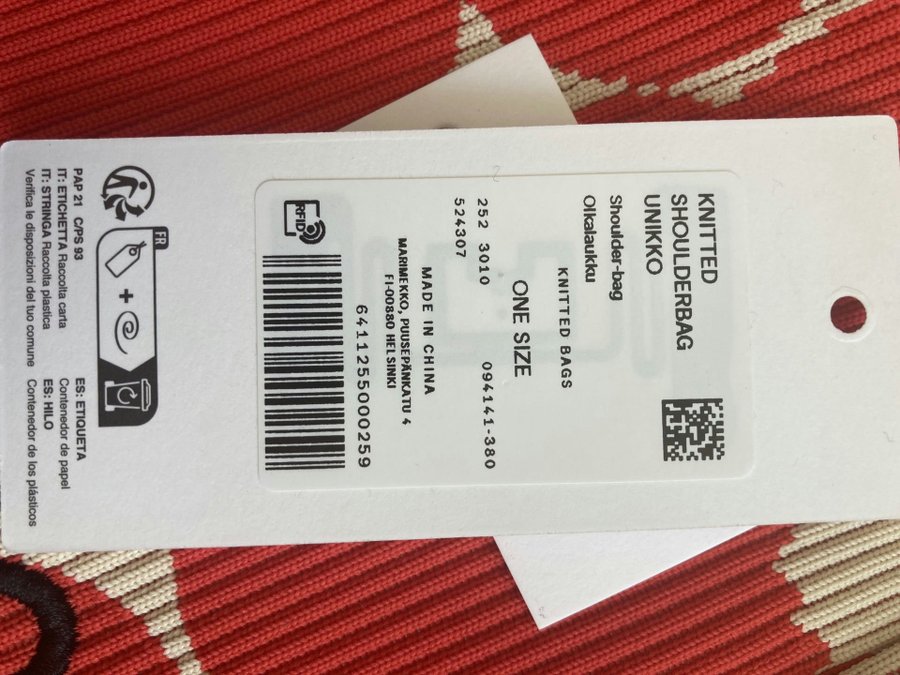 KNITTED
SHOULDERBAG
UNIKKO
Shoulder-bag
Olkalaukku
KNITTED BAGS
ONE SIZE
252 3010 094141-380
524307
MADE IN CHINA
MARIMEKKO, PUUSEPÄNKATU 4
FI-00880 HELSINKI
6411255000259
RFID
FR
PAP 21 C/PS 93
IT: ETICHETTA Raccolta carta
IT: STRINGA Raccolta plastica
Verifica le disposizioni del tuo comune
ES: ETIQUETA
Contenedor de papel
ES: HILO
Contenedor de los plásticos